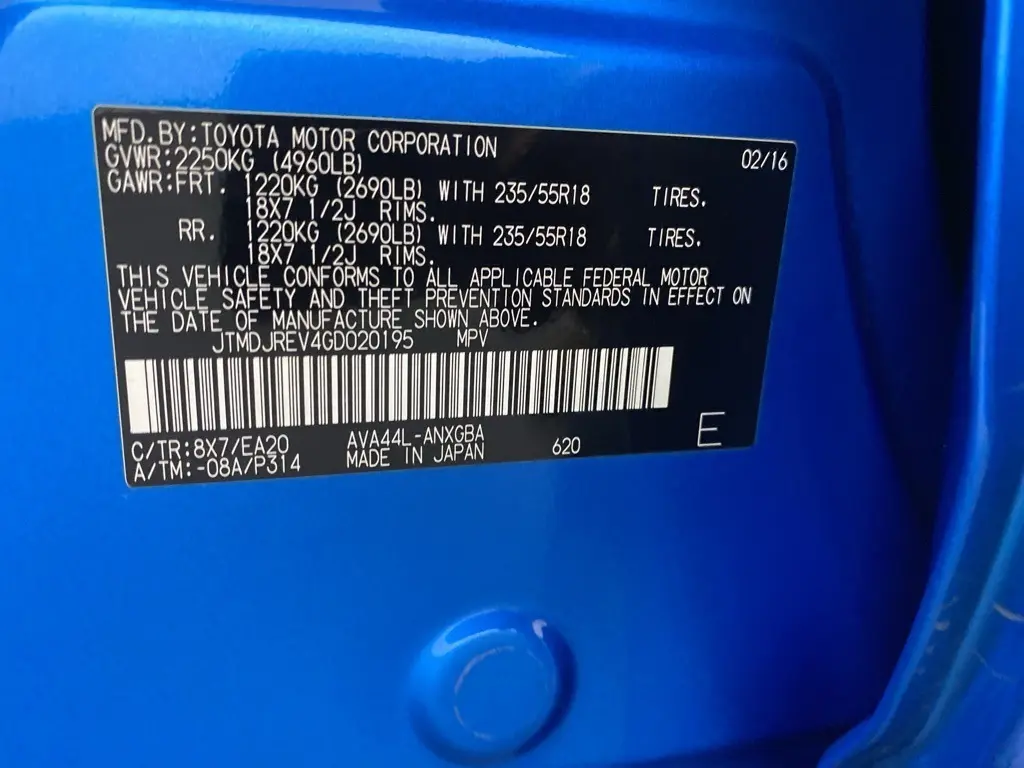 MFD.BY:TOYOTA MOTOR CORPORATION 02/16
GVWR:2250KG (4960LB)
GAWR:FRT. 1220KG (2690LB) WITH 235/55R18 TIRES.
18X7 1/2J RIMS.
RR. 1220KG (2690LB) WITH 235/55R18 TIRES.
18X7 1/2J RIMS.
THIS VEHICLE CONFORMS TO ALL APPLICABLE FEDERAL MOTOR
VEHICLE SAFETY AND THEFT PREVENTION STANDARDS IN EFFECT ON
THE DATE OF MANUFACTURE SHOWN ABOVE.
JTMDJREV4GD020195 MPV
C/TR:8X7/EA20 AVA44L-ANXGBA 620 E
A/TM:-08A/P314 MADE IN JAPAN